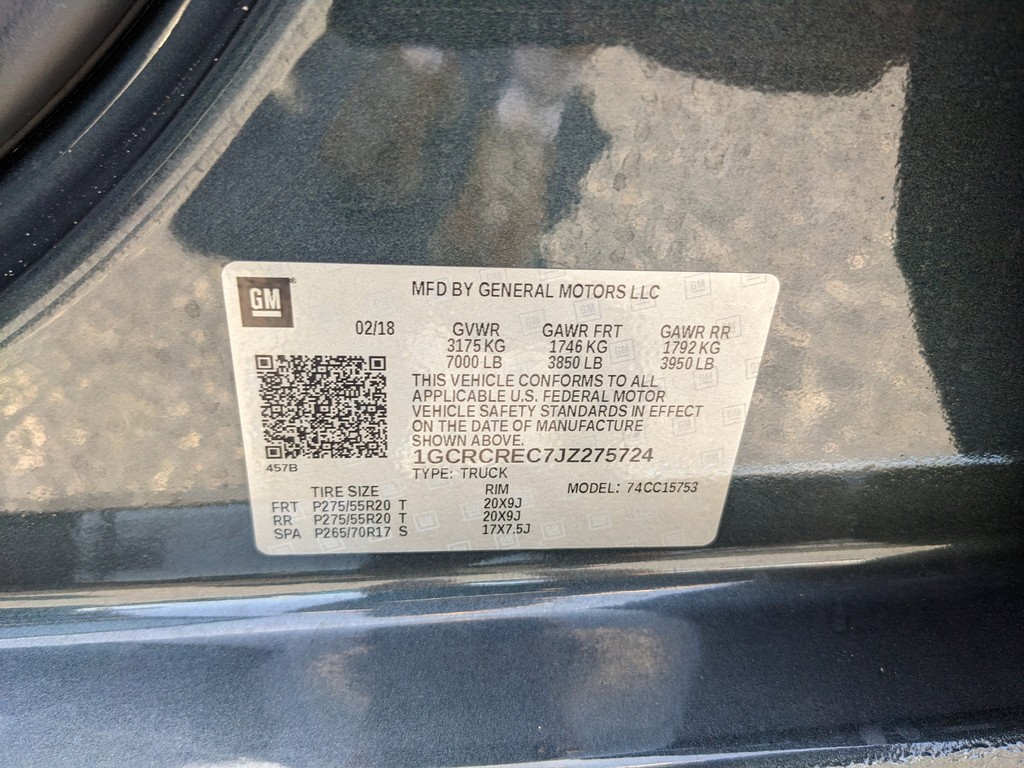 GM
MFD BY GENERAL MOTORS LLC
02/18 GVWR GAWR FRT GAWR RR
3175 KG 1746 KG 1792 KG
7000 LB 3850 LB 3950 LB
THIS VEHICLE CONFORMS TO ALL
APPLICABLE U.S. FEDERAL MOTOR
VEHICLE SAFETY STANDARDS IN EFFECT
ON THE DATE OF MANUFACTURE
SHOWN ABOVE.
1GCRCREC7JZ275724
457B
TYPE: TRUCK
TIRE SIZE RIM MODEL: 74CC15753
FRT P275/55R20 T 20X9J
RR P275/55R20 T 20X9J
SPA P265/70R17 S 17X7.5J